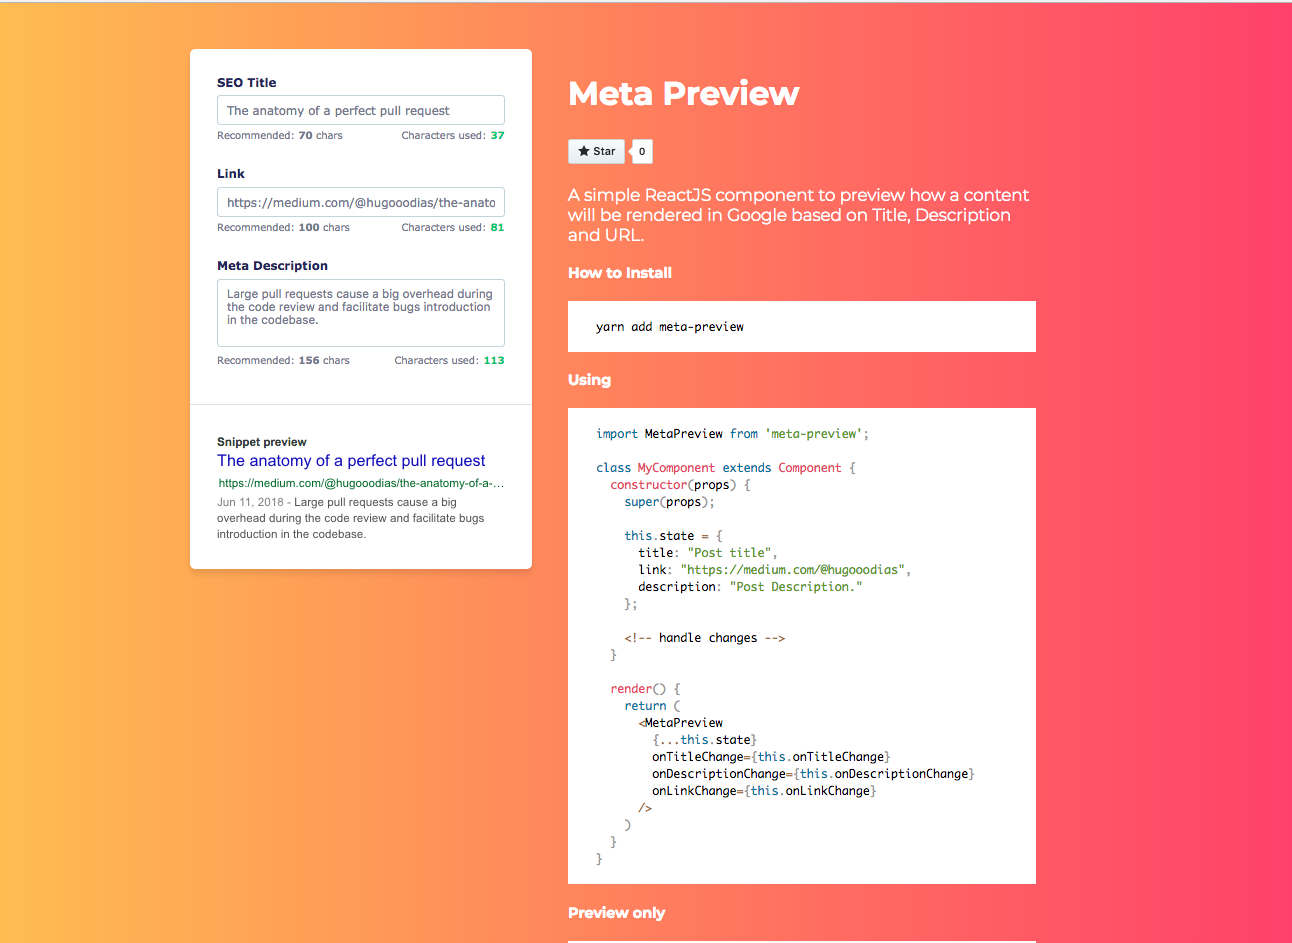 SEO Title
The anatomy of a perfect pull request
Recommended: 70 chars
Characters used: 37
Link
https://medium.com/@hugooodias/the-anato
Recommended: 100 chars
Characters used: 81
Meta Description
Large pull requests cause a big overhead during
the code review and facilitate bugs introduction
in the codebase.
Recommended: 156 chars
Characters used: 113
Snippet preview
The anatomy of a perfect pull request
https://medium.com/@hugooodias/the-anatomy-of-a-...
Jun 11, 2018 - Large pull requests cause a big
overhead during the code review and facilitate bugs
introduction in the codebase.
Meta Preview
Star
0
A simple ReactJS component to preview how a content
will be rendered in Google based on Title, Description
and URL.
How to Install
yarn add meta-preview
Using
import MetaPreview from 'meta-preview';
class MyComponent extends Component {
constructor(props) {
super(props);
this.state = {
title: "Post title",
link: "https://medium.com/@hugooodias",
description: "Post Description."
};
<!-- handle changes -->
}
render() {
return (
<MetaPreview
{...this.state}
onTitleChange={this.onTitleChange}
onDescriptionChange={this.onDescriptionChange}
onLinkChange={this.onLinkChange}
/>
)
}
}
Preview only